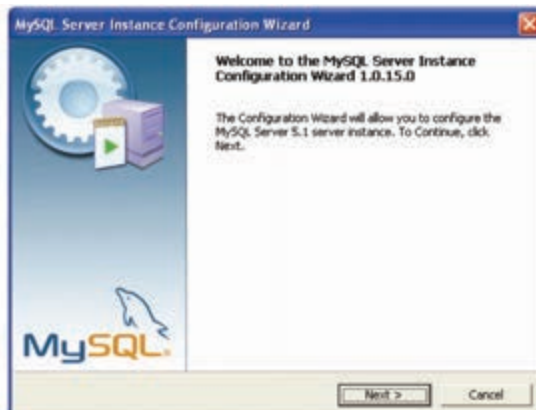 MySQL Server Instance Configuration Wizard
Welcome to the MySQL Server Instance
Configuration Wizard 1.0.15.0
The Configuration Wizard will allow you to configure the
MySQL Server 5.1 server instance. To Continue, click
Next.
MySQL
Next >
Cancel